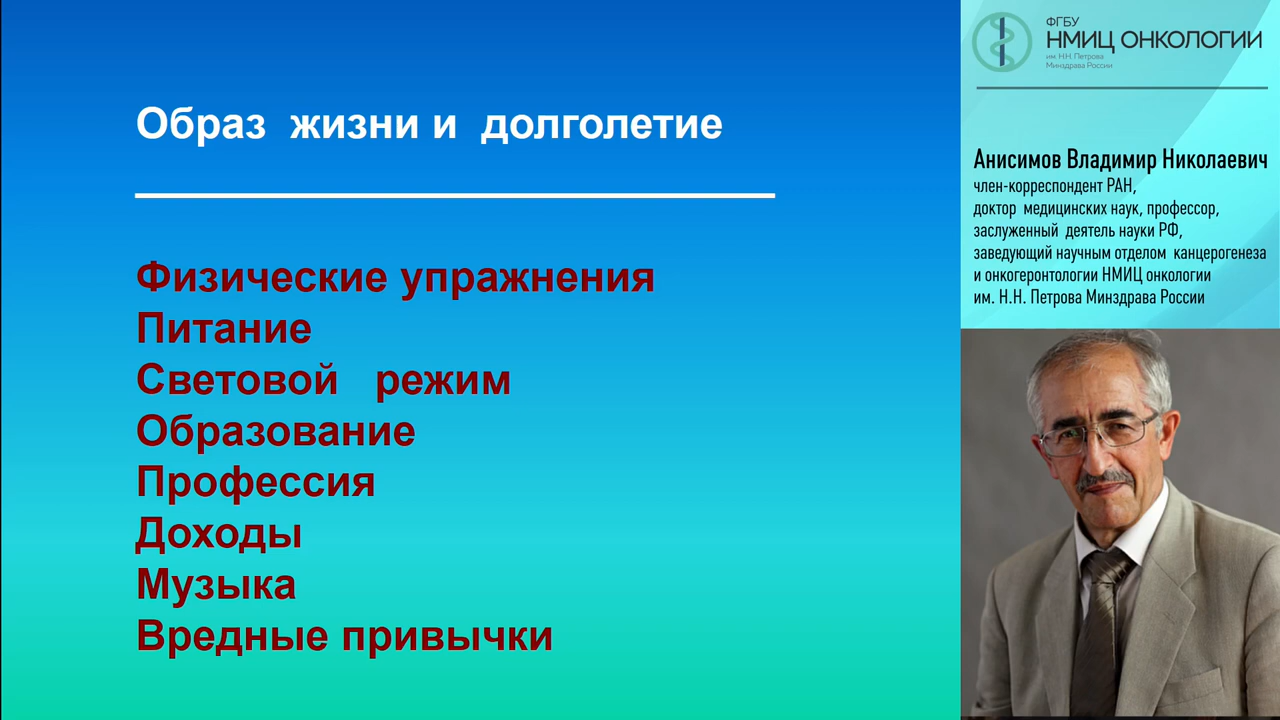 Образ жизни и долголетие
Физические упражнения
Питание
Световой режим
Образование
Профессия
Доходы
Музыка
Вредные привычки
ФГБУ
НМИЦ ОНКОЛОГИИ
им. Н.Н. Петрова
Минздрава России
Анисимов Владимир Николаевич
член-корреспондент РАН,
доктор медицинских наук, профессор,
заслуженный деятель науки РФ,
заведующий научным отделом канцерогенеза
и онкогеронтологии НМИЦ онкологии
им. Н.Н. Петрова Минздрава России